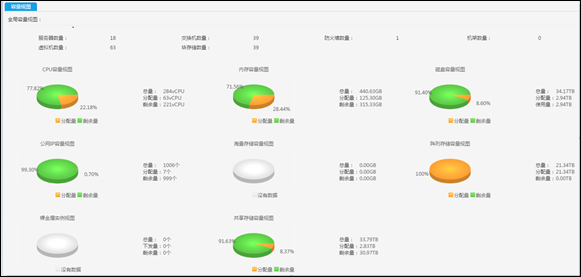 容量视图
全局容量视图：
服务器数量： 18 交换机数量： 39 防火墙数量： 1 机架数量： 0
虚拟机数量： 63 块存储数量： 39
CPU容量视图 内存容量视图 磁盘容量视图
77.82% 22.18% 总量： 284vCPU 分配量： 63vCPU 剩余量： 221vCPU
分配量 剩余量
71.56% 28.44% 总量： 440.63GB 分配量： 125.30GB 剩余量： 315.33GB
分配量 剩余量
91.40% 8.60% 总量： 34.17TB 分配量： 2.94TB 使用量： 2.94TB
分配量 剩余量
公网IP容量视图 海量存储容量视图 阵列存储容量视图
99.30% 0.70% 总量： 1006个 分配量： 7个 剩余量： 999个
分配量 剩余量
总量： 0.00GB 分配量： 0.00GB 剩余量： 0.00GB
没有数据
100% 总量： 21.34TB 分配量： 21.34TB 剩余量： 0.00TB
分配量 剩余量
裸金属实例视图 共享存储容量视图
总量： 0个 下发量： 0个 剩余量： 0个
没有数据
91.63% 8.37% 总量： 33.79TB 分配量： 2.83TB 剩余量： 30.97TB
分配量 剩余量